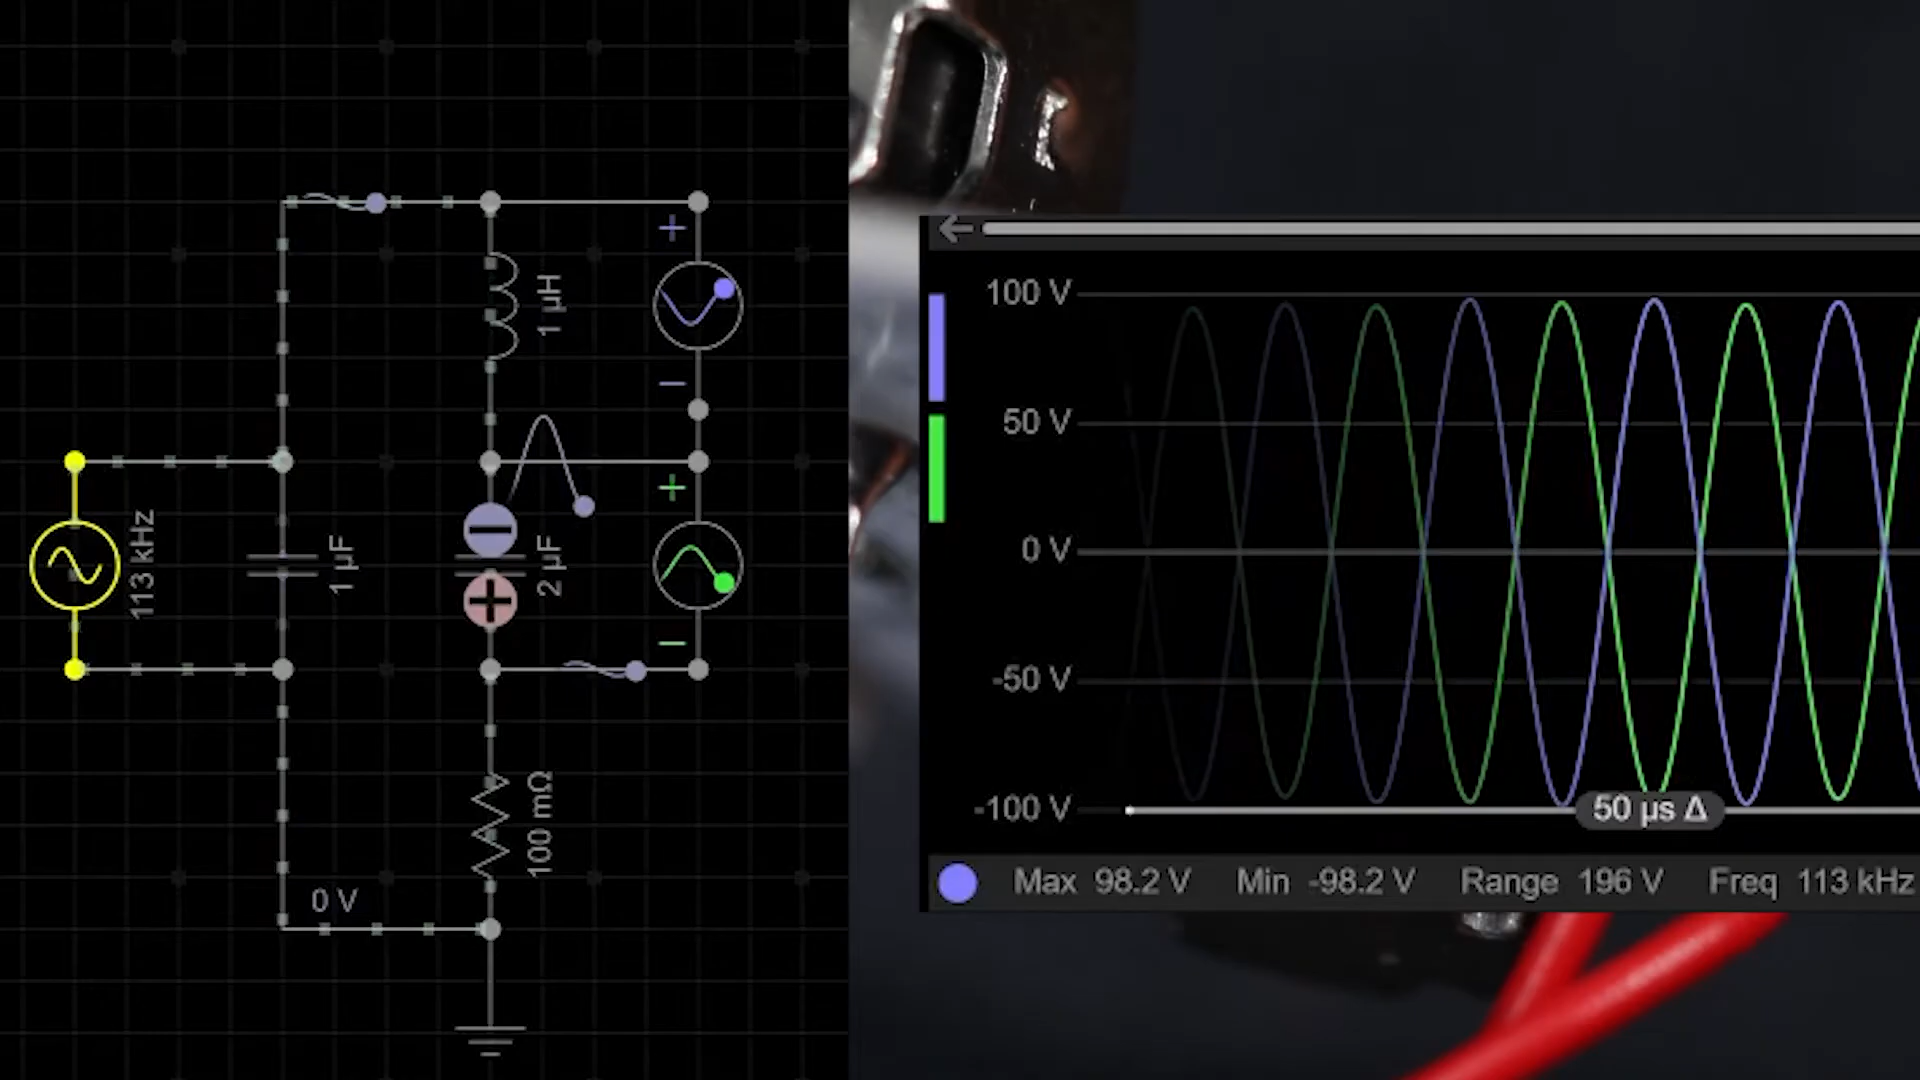 1 µH
113 kHz
1 µF
2 µF
100 mΩ
0 V
100 V
50 V
0 V
-50 V
-100 V
50 µs Δ
Max 98.2 V Min -98.2 V Range 196 V Freq 113 kHz